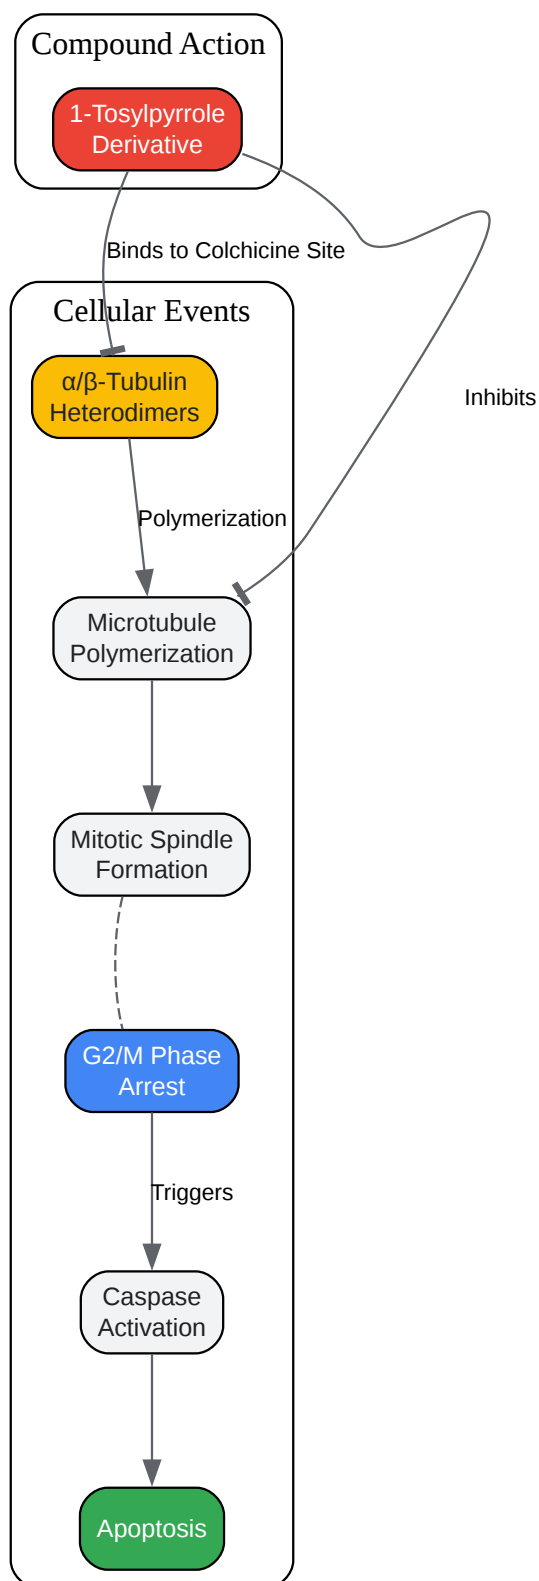 Compound Action
1-Tosylpyrrole
Derivative
Binds to Colchicine Site
Cellular Events
α/β-Tubulin
Heterodimers
Inhibits
Polymerization
Microtubule
Polymerization
Mitotic Spindle
Formation
G2/M Phase
Arrest
Triggers
Caspase
Activation
Apoptosis